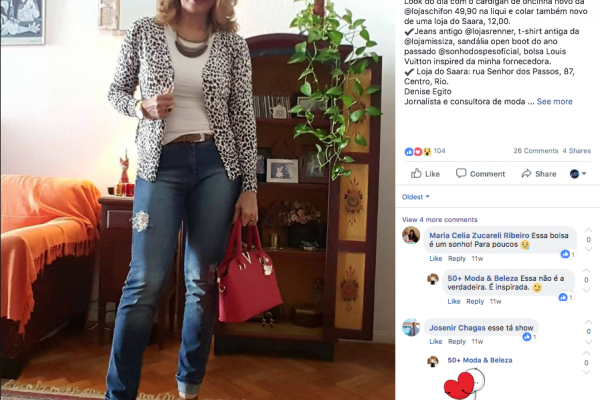 Look do dia com o cardigan de oncinha novo da
@lojaschifon 49,90 na liqui e colar também novo
de uma loja do Saara, 12,00.
✔Jeans antigo @lojasrenner, t-shirt antiga da
@lojamissiza, sandália open boot do ano
passado @sonhodospesoficial, bolsa Louis
Vuitton inspired da minha fornecedora.
✔ Loja do Saara: rua Senhor dos Passos, 87,
Centro, Rio.
Denise Egito
Jornalista e consultora de moda ... See more
104
26 Comments 4 Shares
Like Comment Share
Oldest
View 4 more comments
Maria Celia Zucareli Ribeiro Essa bolsa
é um sonho! Para poucos
1
0
Like Reply 11w
50+ Moda & Beleza Essa não é a
verdadeira. É inspirada.
1
0
Like Reply 11w
Josenir Chagas esse tá show
1
0
Like Reply 11w
50+ Moda & Beleza
0